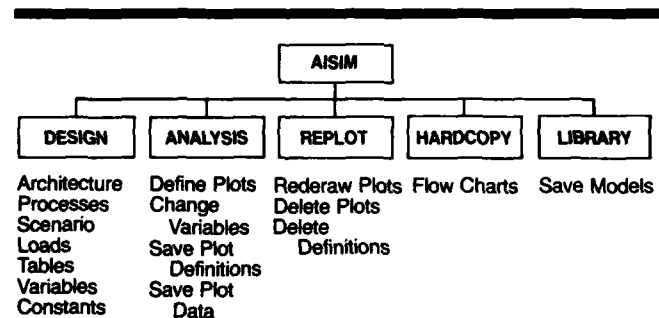 AISIM
DESIGN
ANALYSIS
REPLOT
HARDCOPY
LIBRARY
Architecture
Processes
Scenario
Loads
Tables
Variables
Constants
Define Plots
Change
Variables
Save Plot
Definitions
Save Plot
Data
Rederaw Plots
Delete Plots
Delete
Definitions
Flow Charts
Save Models